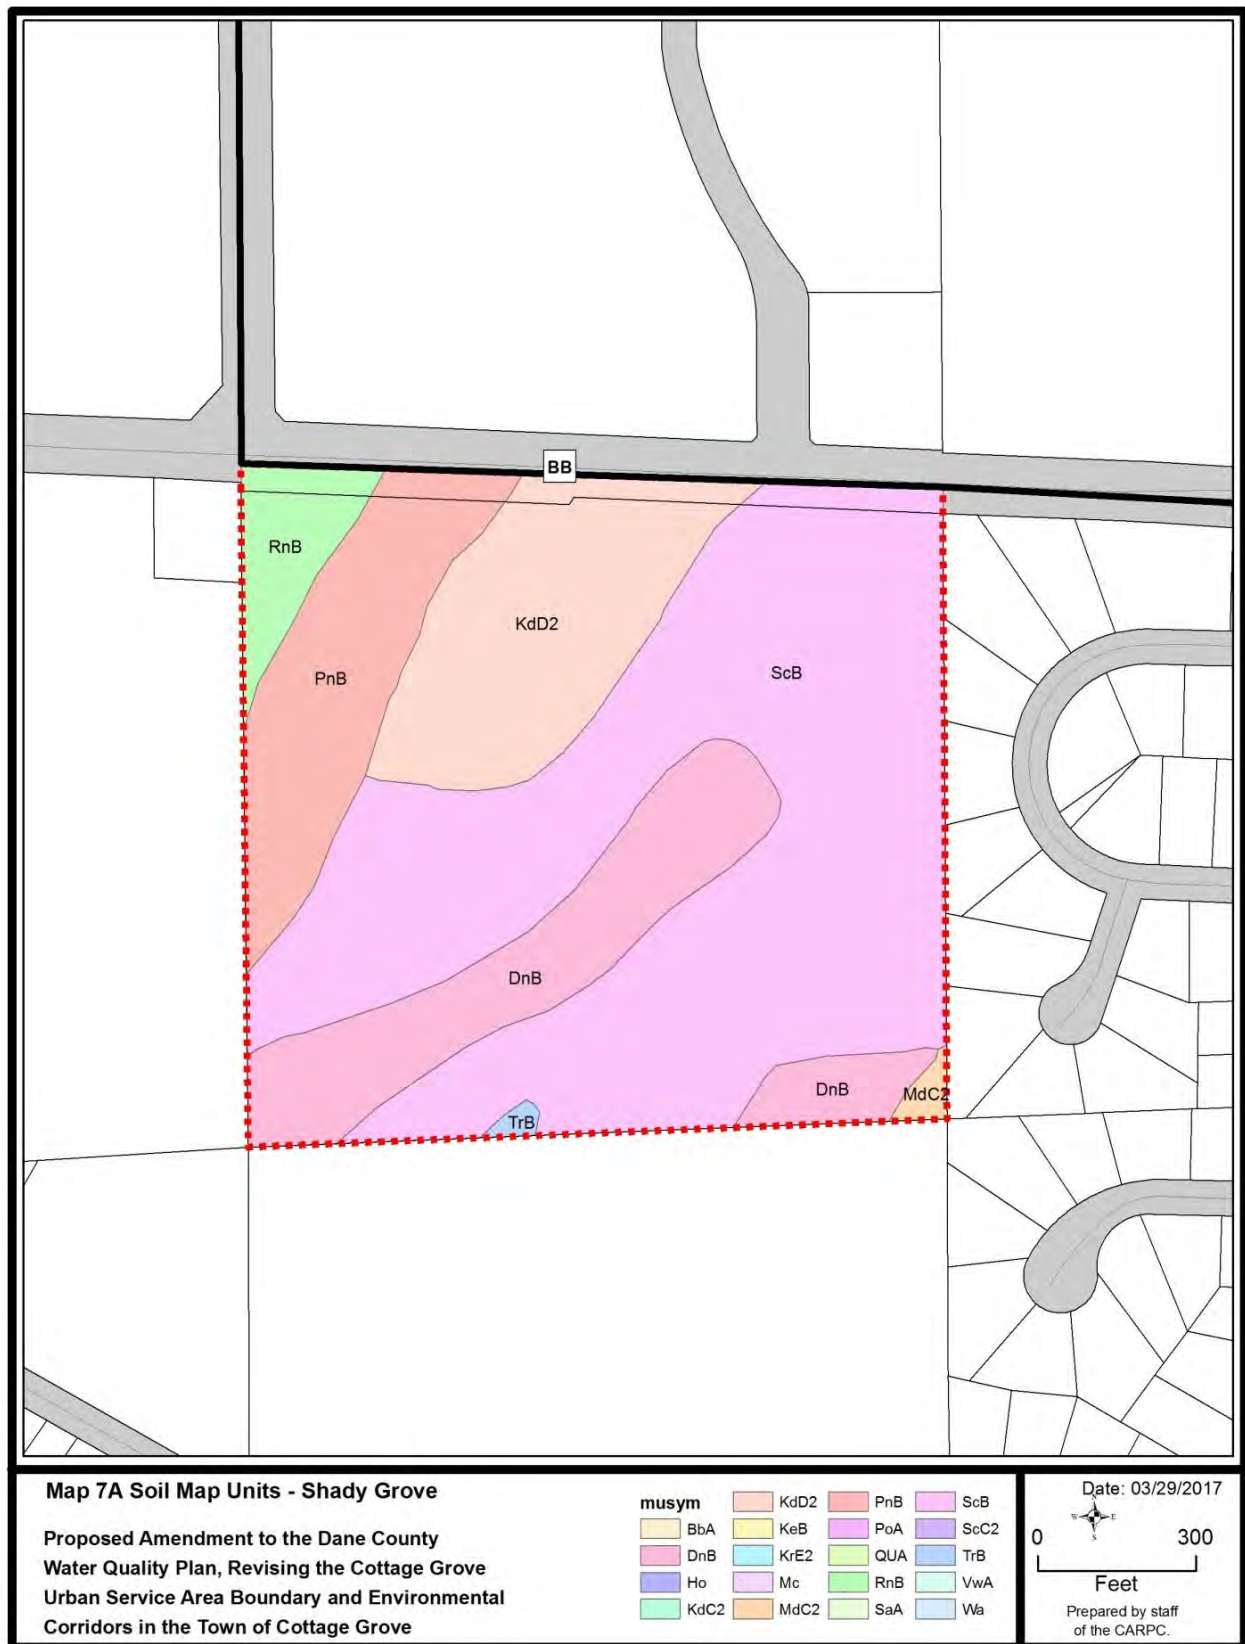 BB
RnB
KdD2
PnB
ScB
DnB
DnB
MdC2
TrB
Map 7A Soil Map Units - Shady Grove
Proposed Amendment to the Dane County
Water Quality Plan, Revising the Cottage Grove
Urban Service Area Boundary and Environmental
Corridors in the Town of Cottage Grove
musym
BbA
DnB
Ho
KdC2
KdD2
KeB
KrE2
Mc
MdC2
PnB
PoA
QUA
RnB
SaA
ScB
ScC2
TrB
VwA
Wa
Date: 03/29/2017
N
W E
S
0 300
Feet
Prepared by staff
of the CARPC.